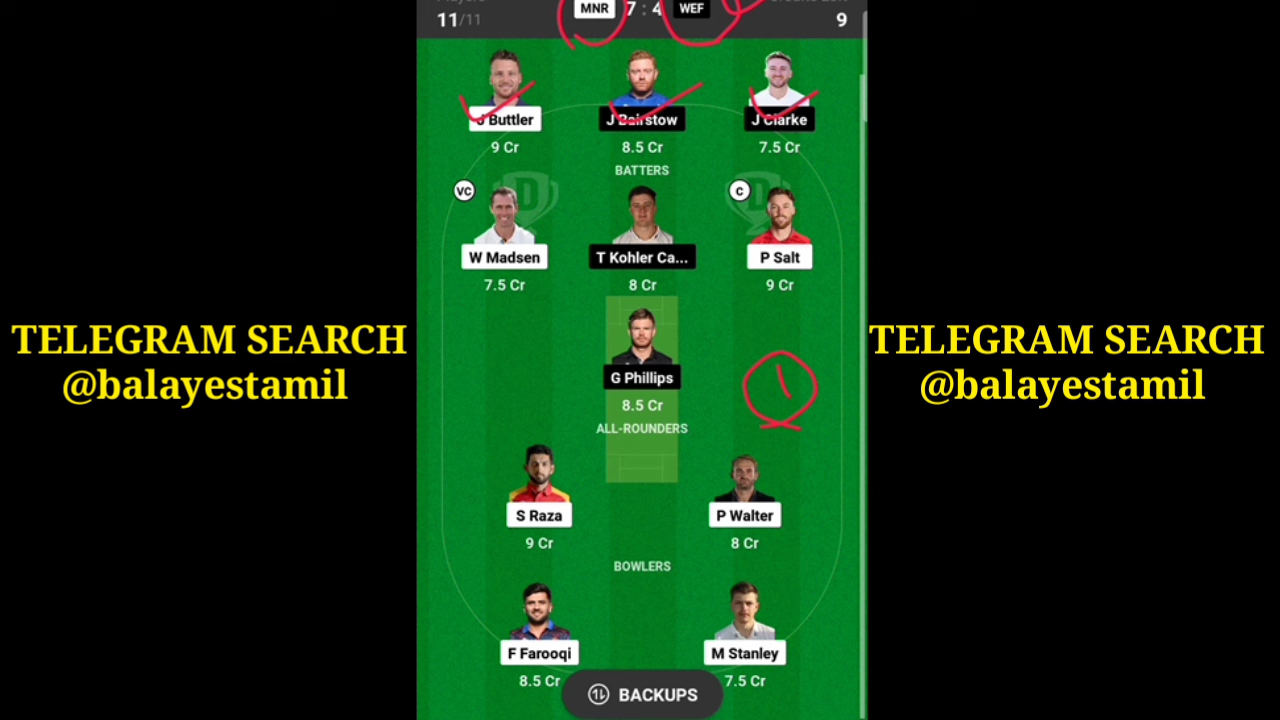 11/11
MNR 7 : 4 WEF
9
J Buttler
J Bairstow
J Clarke
9 Cr
8.5 Cr
7.5 Cr
BATTERS
VC
C
W Madsen
T Kohler Ca...
P Salt
7.5 Cr
8 Cr
9 Cr
TELEGRAM SEARCH
@balayestamil
TELEGRAM SEARCH
@balayestamil
G Phillips
8.5 Cr
1
ALL-ROUNDERS
S Raza
P Walter
9 Cr
8 Cr
BOWLERS
F Farooqi
M Stanley
8.5 Cr
7.5 Cr
BACKUPS